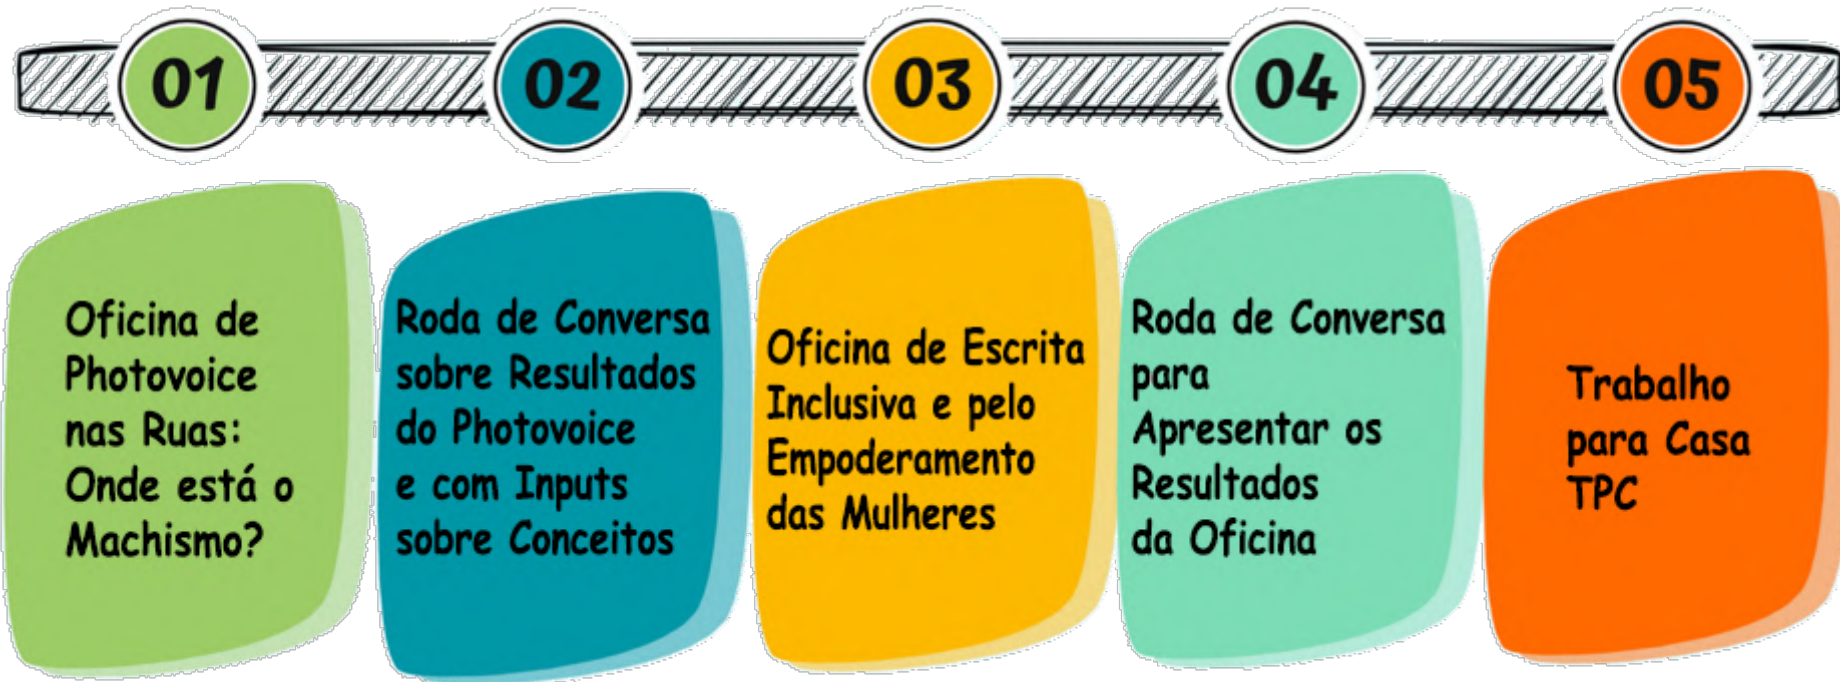 01
02
03
04
05
Oficina de
Photovoice
nas Ruas:
Onde está o
Machismo?
Roda de Conversa
sobre Resultados
do Photovoice
e com Inputs
sobre Conceitos
Oficina de Escrita
Inclusiva e pelo
Empoderamento
das Mulheres
Roda de Conversa
para
Apresentar os
Resultados
da Oficina
Trabalho
para Casa
TPC